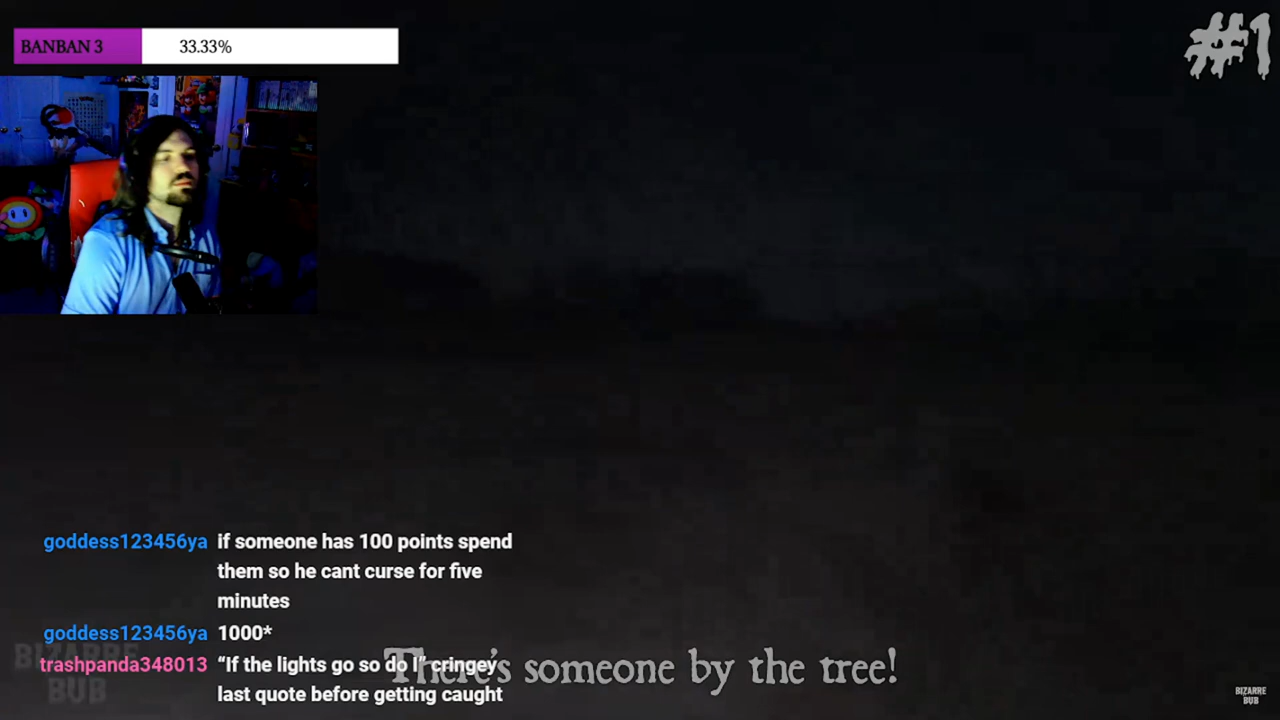 BANBAN 3 33.33%
#1
goddess123456ya if someone has 100 points spend
them so he cant curse for five
minutes
goddess123456ya 1000*
trashpanda348013 “If the lights go so do I” cringey
last quote before getting caught
There's someone by the tree!
BIZARRE
BUB
BIZARRE
BUB